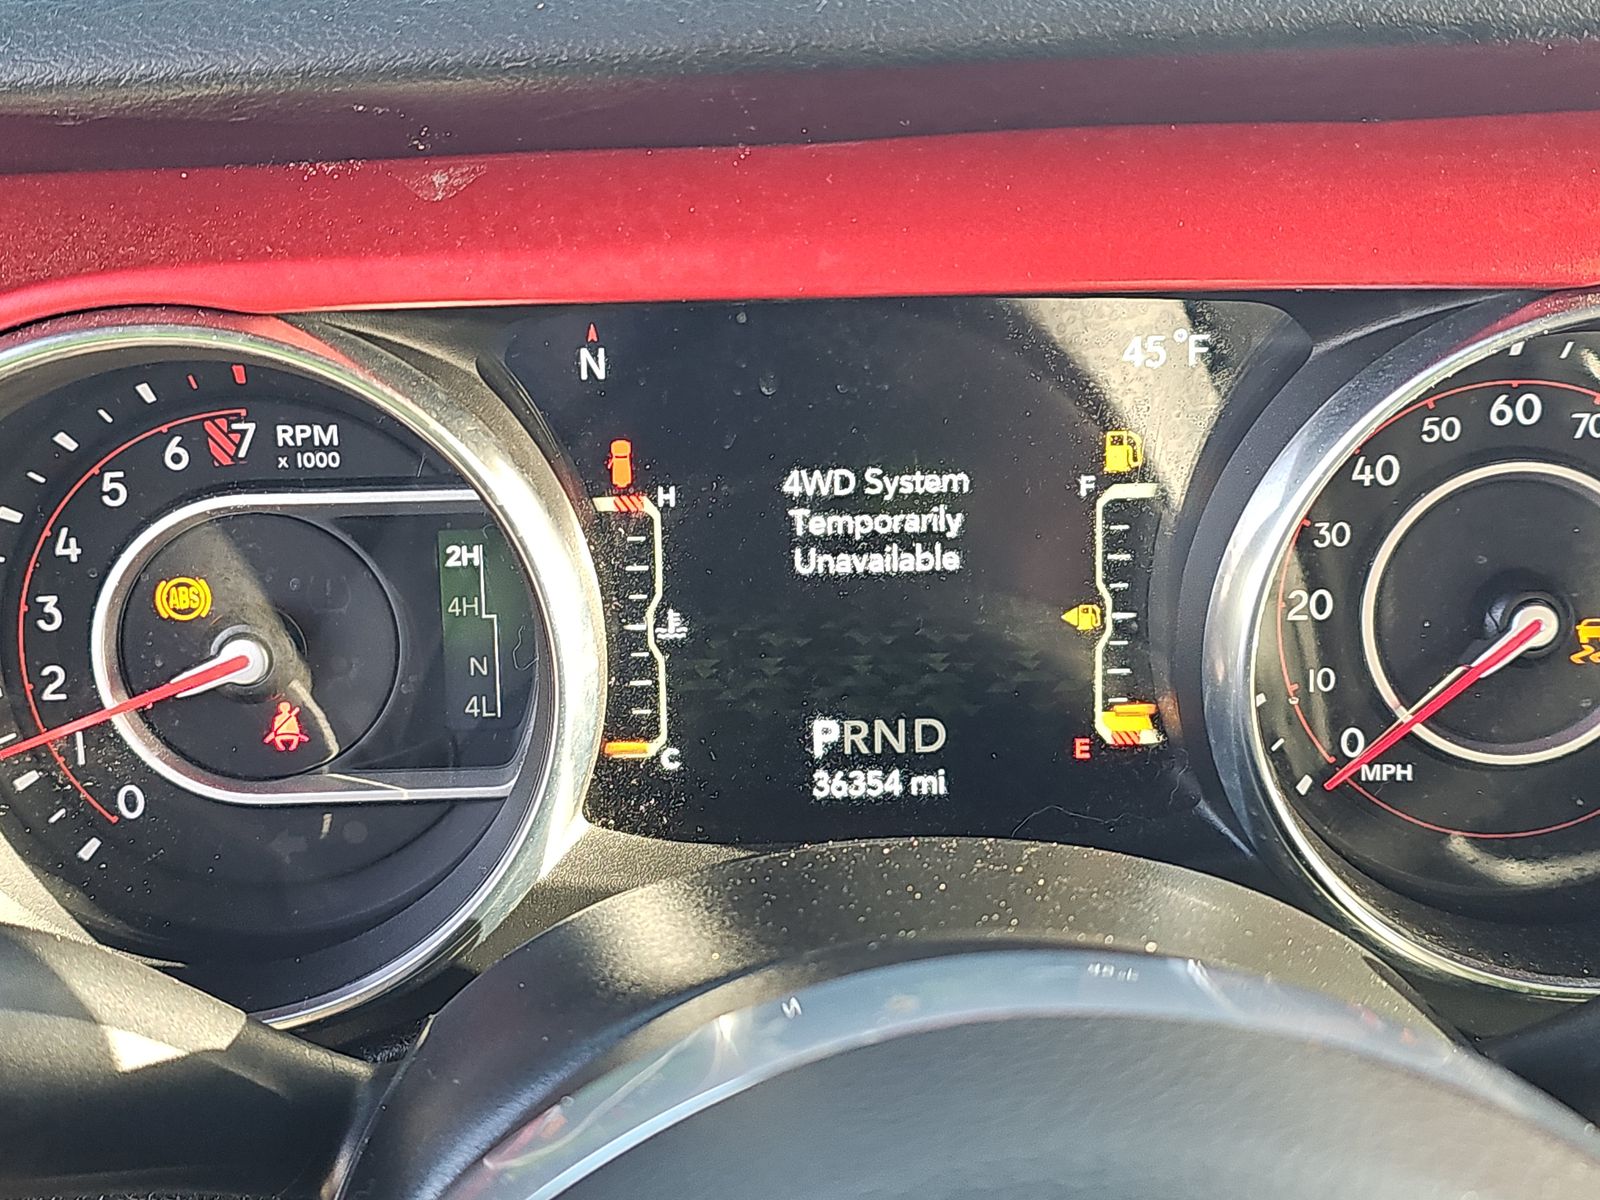 N
45°F
RPM
x 1000
7
6
5
4
3
2
1
0
ABS
2H
4H
N
4L
H
C
4WD System
Temporarily
Unavailable
PRND
36354 mi
F
E
70
60
50
40
30
20
10
0
MPH